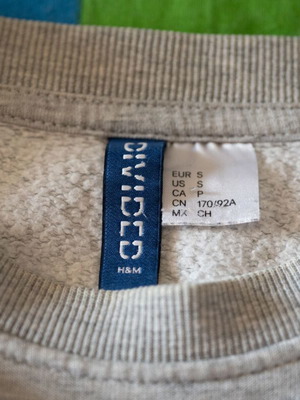 DIVIDED
H&M
EUR S
US S
CA P
CN 170/92A
MX CH